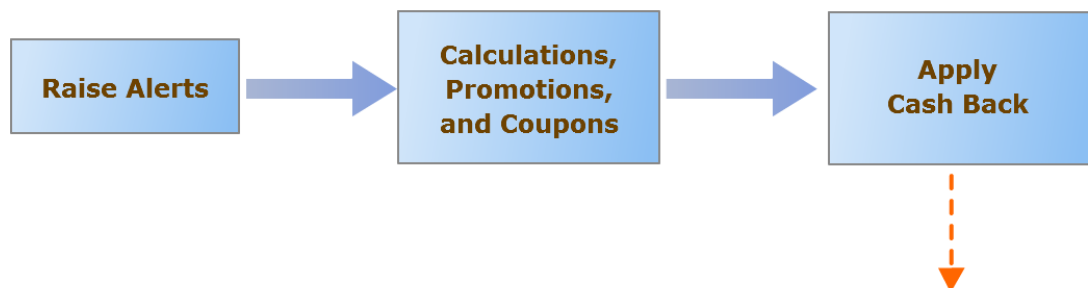 Raise Alerts
Calculations,
Promotions,
and Coupons
Apply
Cash Back